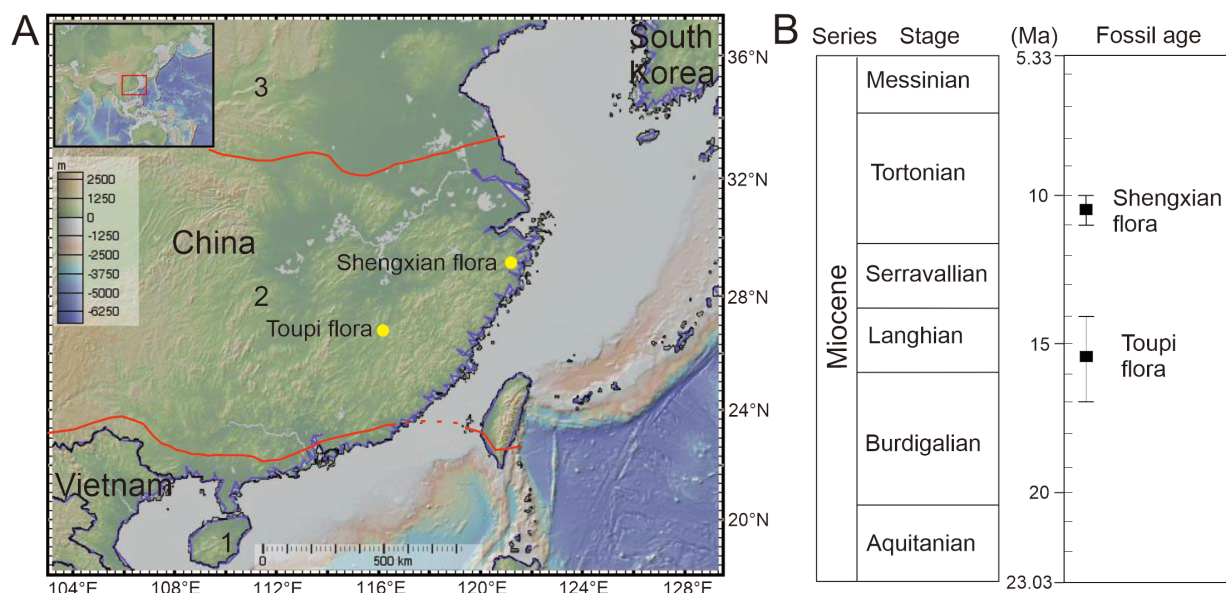 A
South
Korea
36°N
3
m
2500
1250
0
-1250
-2500
-3750
-5000
-6250
32°N
China
Shengxian flora
28°N
2
Toupi flora
24°N
Vietnam
20°N
1
0
500 km
104°E
108°E
112°E
116°E
120°E
124°E
128°E
B
Series
Stage
(Ma)
Fossil age
5.33
Messinian
Tortonian
10
Shengxian
flora
Serravallian
Miocene
Langhian
15
Toupi
flora
Burdigalian
20
Aquitanian
23.03